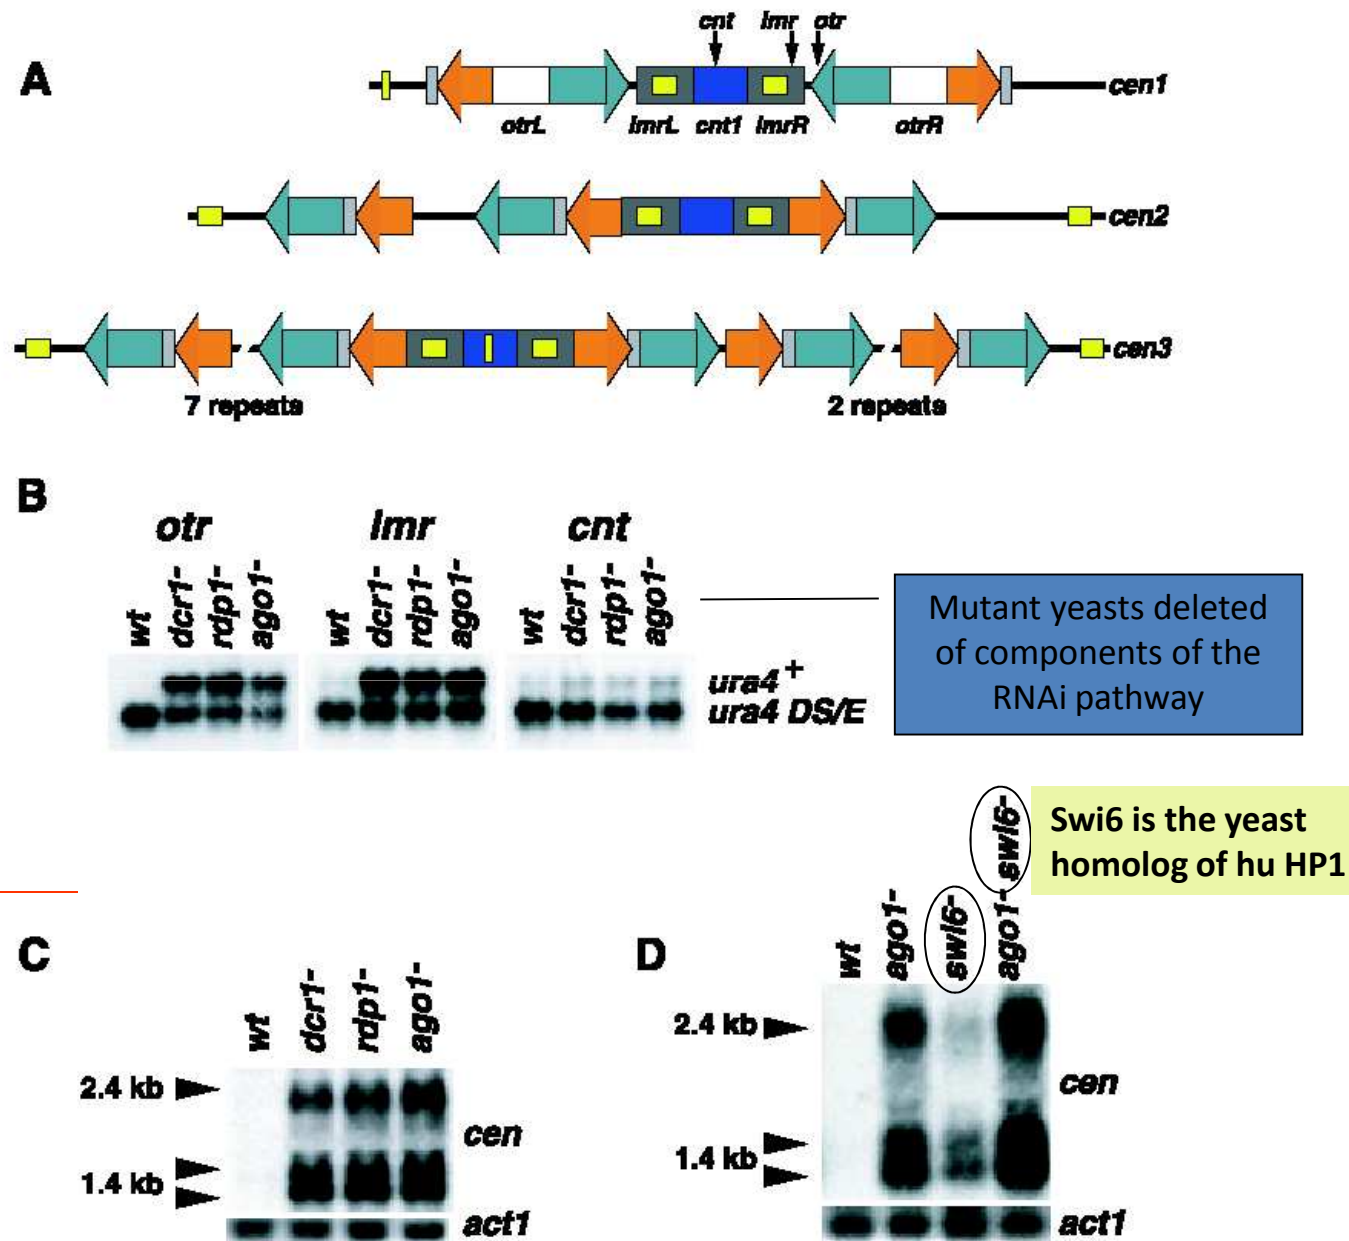 A
cnt imr otr
cen1
otrL imrL cnt1 imrR otrR
cen2
cen3
7 repeats 2 repeats
B
otr imr cnt
wt dcr1- rdp1- ago1- wt dcr1- rdp1- ago1- wt dcr1- rdp1- ago1-
ura4+
ura4 DS/E
Mutant yeasts deleted
of components of the
RNAi pathway
Swi6 is the yeast
homolog of hu HP1
C
wt dcr1- rdp1- ago1-
2.4 kb
cen
1.4 kb
act1
D
wt ago1- swi6- ago1- swi6-
2.4 kb
cen
1.4 kb
act1